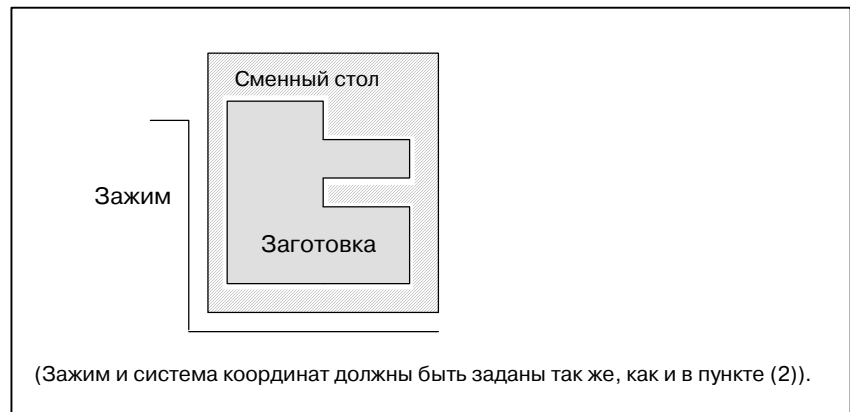 Сменный стол
Зажим
Заготовка
(Зажим и система координат должны быть заданы так же, как и в пункте (2)).